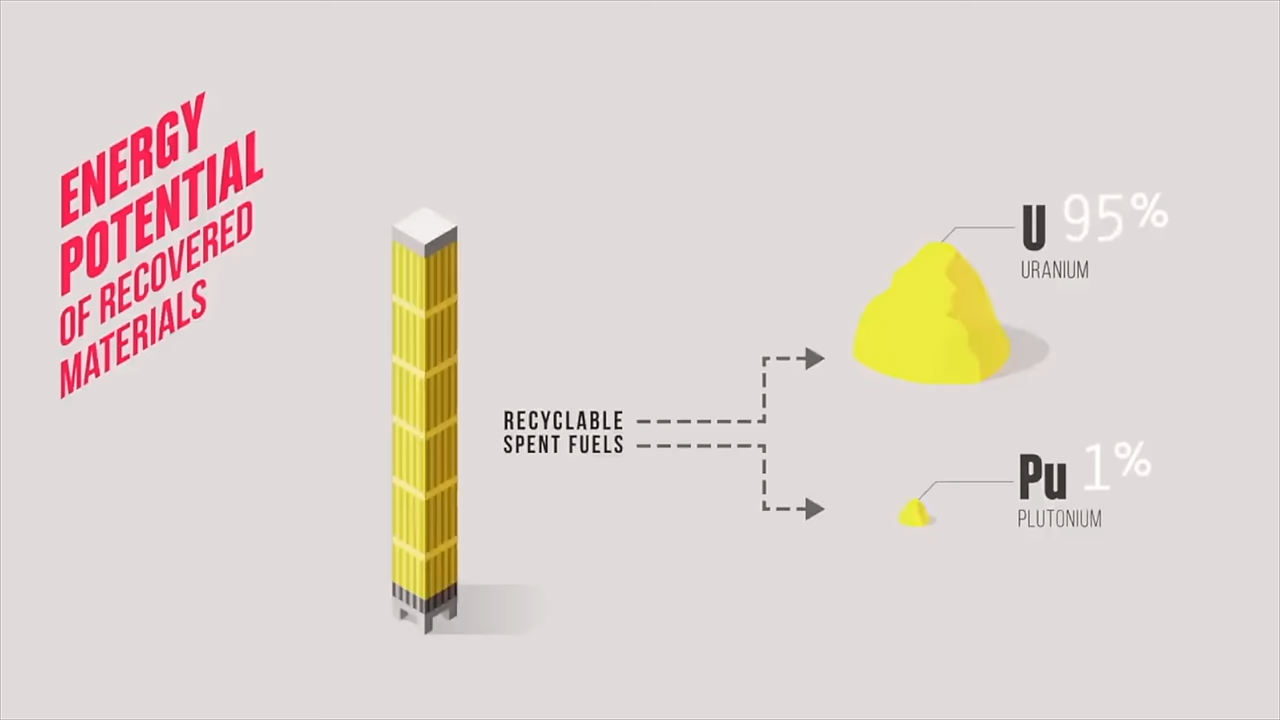 ENERGY
POTENTIAL
OF RECOVERED
MATERIALS
RECYCLABLE
SPENT FUELS
U 95%
URANIUM
Pu 1%
PLUTONIUM